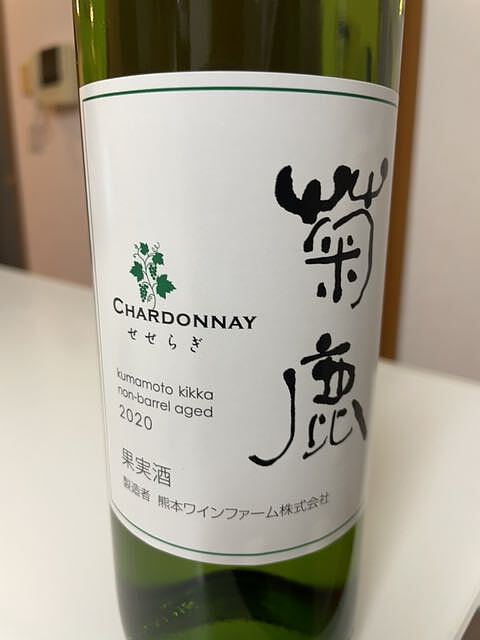 菊鹿
CHARDONNAY
せせらぎ
kumamoto kikka
non-barrel aged
2020
果実酒
製造者 熊本ワインファーム株式会社